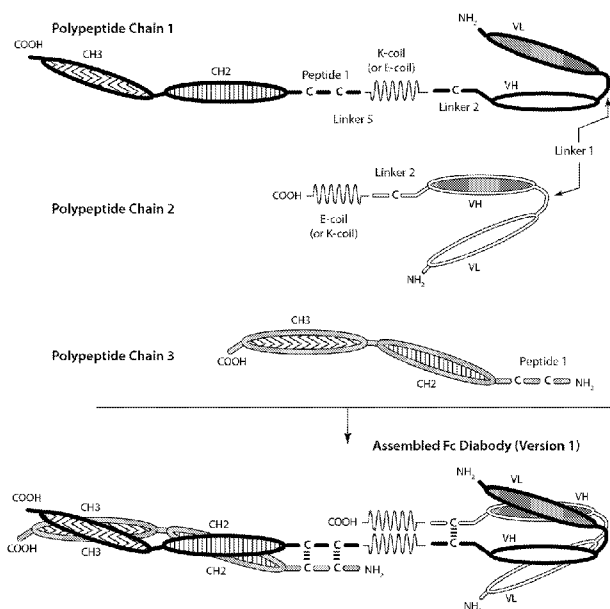 Polypeptide Chain 1
NH2
VL
COOH
CH3
CH2
Peptide 1
K-coil
(or E-coil)
C C
C
VH
Linker 5
Linker 2
Linker 1
Polypeptide Chain 2
Linker 2
COOH
C
VH
E-coil
(or K-coil)
VL
NH2
Polypeptide Chain 3
CH3
COOH
CH2
Peptide 1
C C NH2
Assembled Fc Diabody (Version 1)
NH2
VL
VH
COOH
CH3
CH2
COOH
C
C C
C
COOH
CH3
CH2
C C NH2
VH
VL
NH2